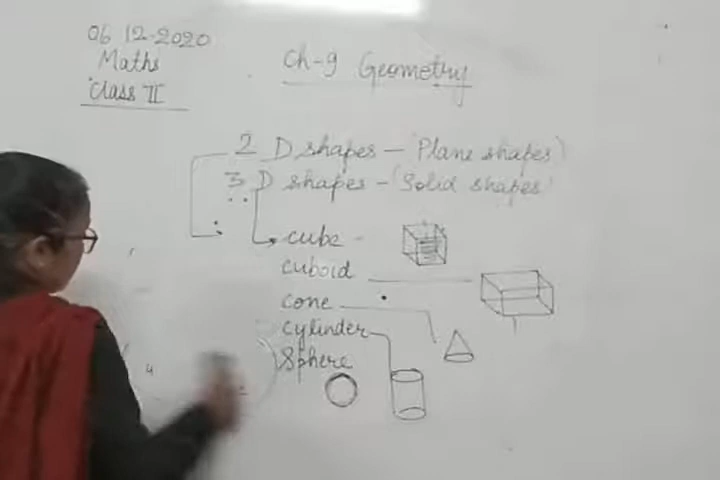 06 12-2020
Maths
Class II
Ch-9 Geometry
2 D shapes - (Plane shapes)
3 D shapes - (Solid shapes)
cube -
cuboid
cone
cylinder
Sphere